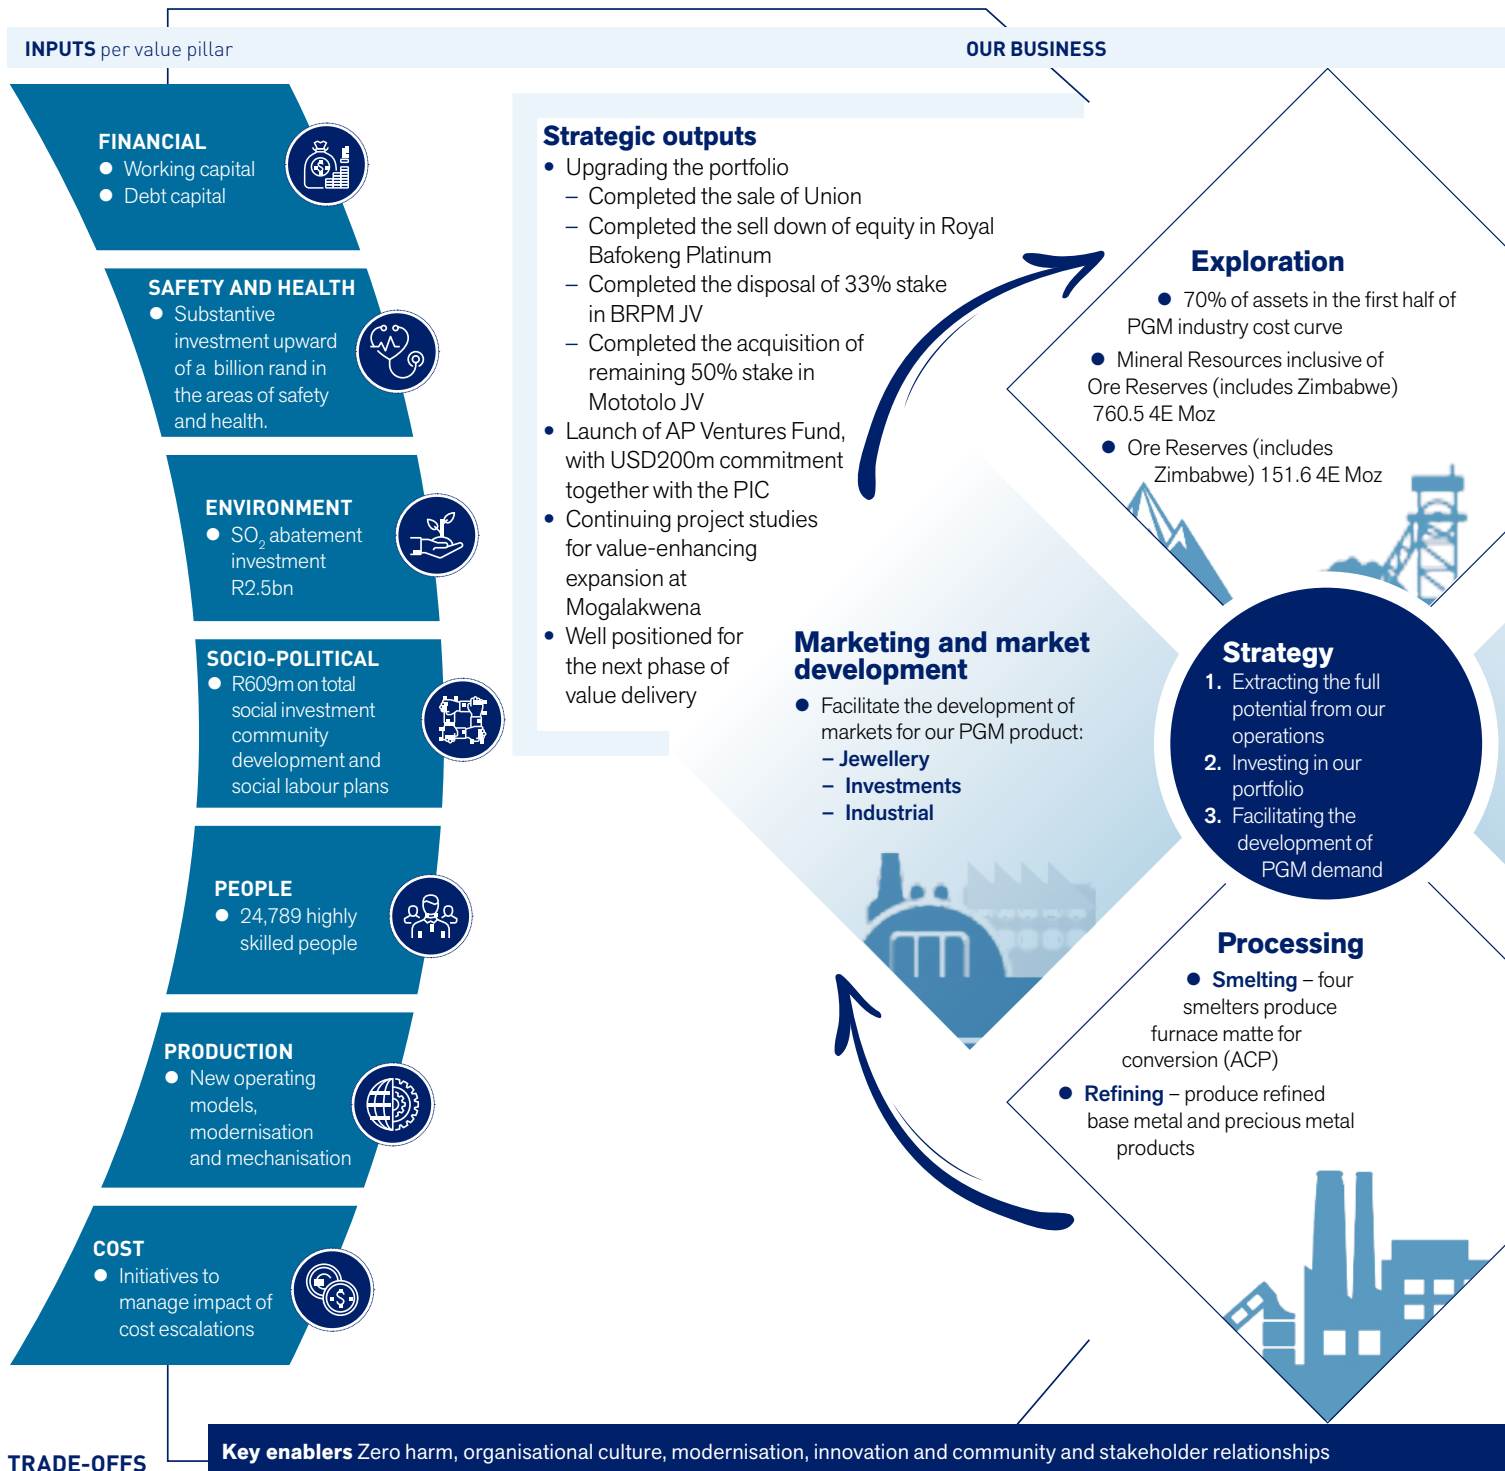 INPUTS per value pillar
OUR BUSINESS
FINANCIAL
● Working capital
● Debt capital
SAFETY AND HEALTH
● Substantive
investment upward
of a billion rand in
the areas of safety
and health.
ENVIRONMENT
● SO₂ abatement
investment
R2.5bn
SOCIO-POLITICAL
● R609m on total
social investment
community
development and
social labour plans
PEOPLE
● 24,789 highly
skilled people
PRODUCTION
● New operating
models,
modernisation
and mechanisation
COST
● Initiatives to
manage impact of
cost escalations
Strategic outputs
• Upgrading the portfolio
– Completed the sale of Union
– Completed the sell down of equity in Royal
Bafokeng Platinum
– Completed the disposal of 33% stake
in BRPM JV
– Completed the acquisition of
remaining 50% stake in
Mototolo JV
• Launch of AP Ventures Fund,
with USD200m commitment
together with the PIC
• Continuing project studies
for value-enhancing
expansion at
Mogalakwena
• Well positioned for
the next phase of
value delivery
Exploration
● 70% of assets in the first half of
PGM industry cost curve
● Mineral Resources inclusive of
Ore Reserves (includes Zimbabwe)
760.5 4E Moz
● Ore Reserves (includes
Zimbabwe) 151.6 4E Moz
Marketing and market
development
● Facilitate the development of
markets for our PGM product:
– Jewellery
– Investments
– Industrial
Strategy
1. Extracting the full
potential from our
operations
2. Investing in our
portfolio
3. Facilitating the
development of
PGM demand
Processing
● Smelting – four
smelters produce
furnace matte for
conversion (ACP)
● Refining – produce refined
base metal and precious metal
products
TRADE-OFFS
Key enablers Zero harm, organisational culture, modernisation, innovation and community and stakeholder relationships